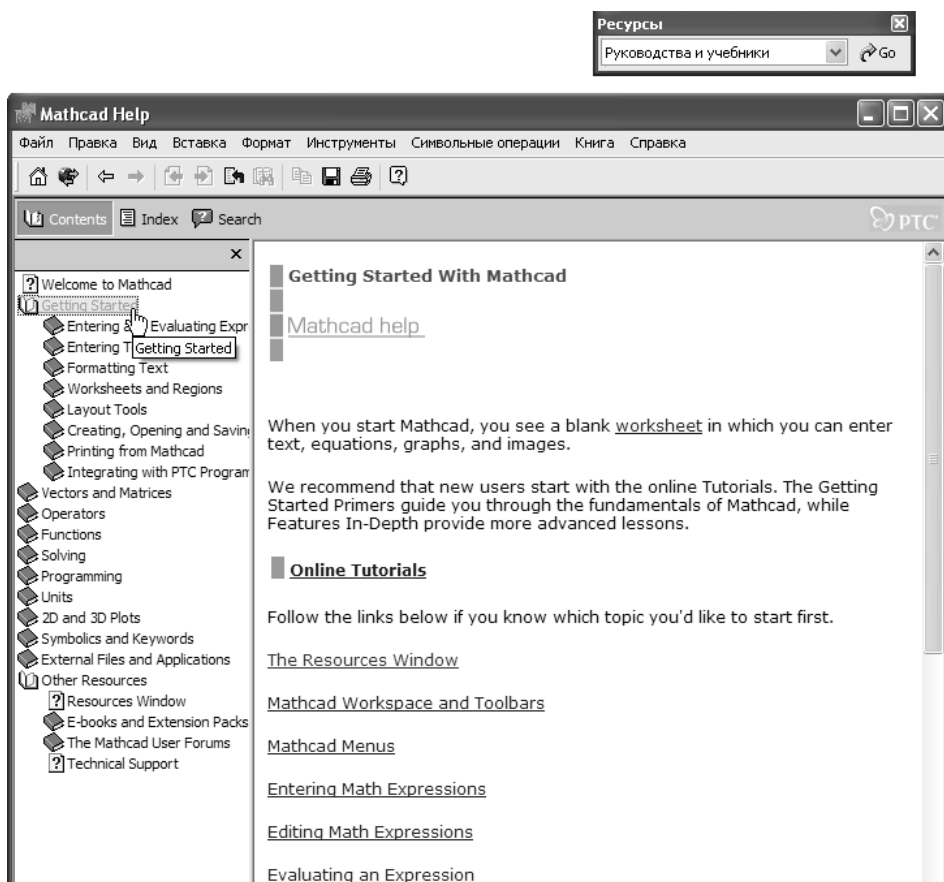 Ресурсы
Руководства и учебники
Go
Mathcad Help
Файл Правка Вид Вставка Формат Инструменты Символьные операции Книга Справка
Contents Index Search
PTC
Welcome to Mathcad
Getting Started
Entering & Evaluating Expr
Entering T
Getting Started
Formatting Text
Worksheets and Regions
Layout Tools
Creating, Opening and Saving
Printing from Mathcad
Integrating with PTC Program
Vectors and Matrices
Operators
Functions
Solving
Programming
Units
2D and 3D Plots
Symbolics and Keywords
External Files and Applications
Other Resources
Resources Window
E-books and Extension Packs
The Mathcad User Forums
Technical Support
Getting Started With Mathcad
Mathcad help
When you start Mathcad, you see a blank worksheet in which you can enter
text, equations, graphs, and images.
We recommend that new users start with the online Tutorials. The Getting
Started Primers guide you through the fundamentals of Mathcad, while
Features In-Depth provide more advanced lessons.
Online Tutorials
Follow the links below if you know which topic you'd like to start first.
The Resources Window
Mathcad Workspace and Toolbars
Mathcad Menus
Entering Math Expressions
Editing Math Expressions
Evaluating an Expression